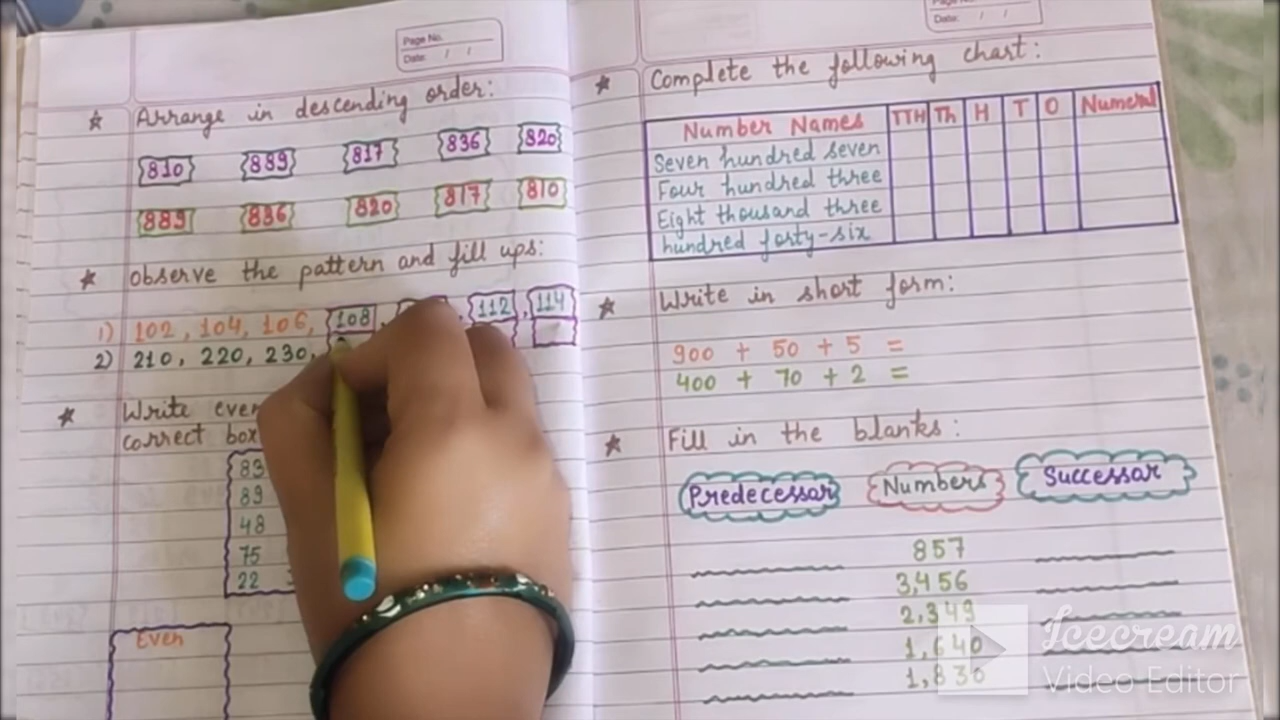 Page No.
Date: / /
Arrange in descending order:
810 889 817 836 820
889 836 820 817 810
Observe the pattern and fill ups:
1) 102, 104, 106, 108, , 112, 114
2) 210, 220, 230,
Write even
correct box
83
89
48
75
22
Even
Date: / /
Complete the following chart:
Number Names TTH Th H T O Numeral
Seven hundred seven
Four hundred three
Eight thousand three
hundred forty-six
Write in short form:
900 + 50 + 5 =
400 + 70 + 2 =
Fill in the blanks:
Predecessar Numbers Successar
857
3,456
2,349
1,640
1,830
Icecream
Video Editor